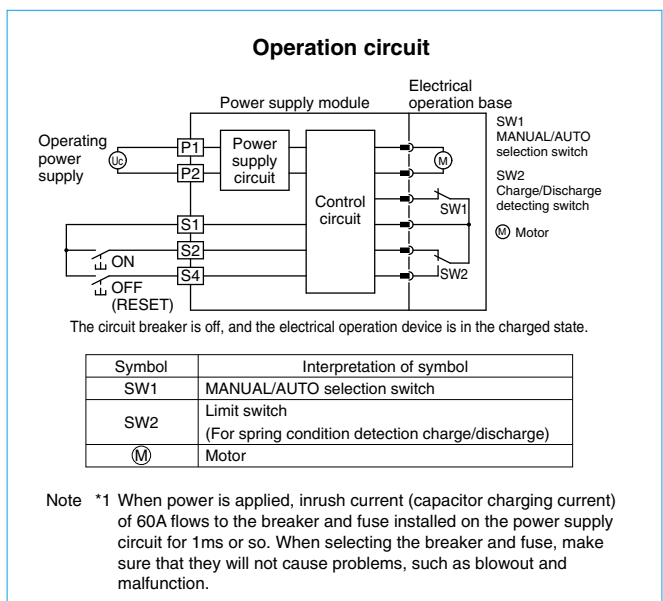 Operation circuit
Electrical
operation base
Power supply module
SW1
MANUAL/AUTO
selection switch
SW2
Charge/Discharge
detecting switch
Ⓜ Motor
Operating
power
supply
Uc
P1
P2
Power
supply
circuit
Control
circuit
M
SW1
SW2
S1
S2
S4
ON
OFF
(RESET)
The circuit breaker is off, and the electrical operation device is in the charged state.
Symbol Interpretation of symbol
SW1 MANUAL/AUTO selection switch
SW2 Limit switch
(For spring condition detection charge/discharge)
Ⓜ Motor
Note *1 When power is applied, inrush current (capacitor charging current)
of 60A flows to the breaker and fuse installed on the power supply
circuit for 1ms or so. When selecting the breaker and fuse, make
sure that they will not cause problems, such as blowout and
malfunction.